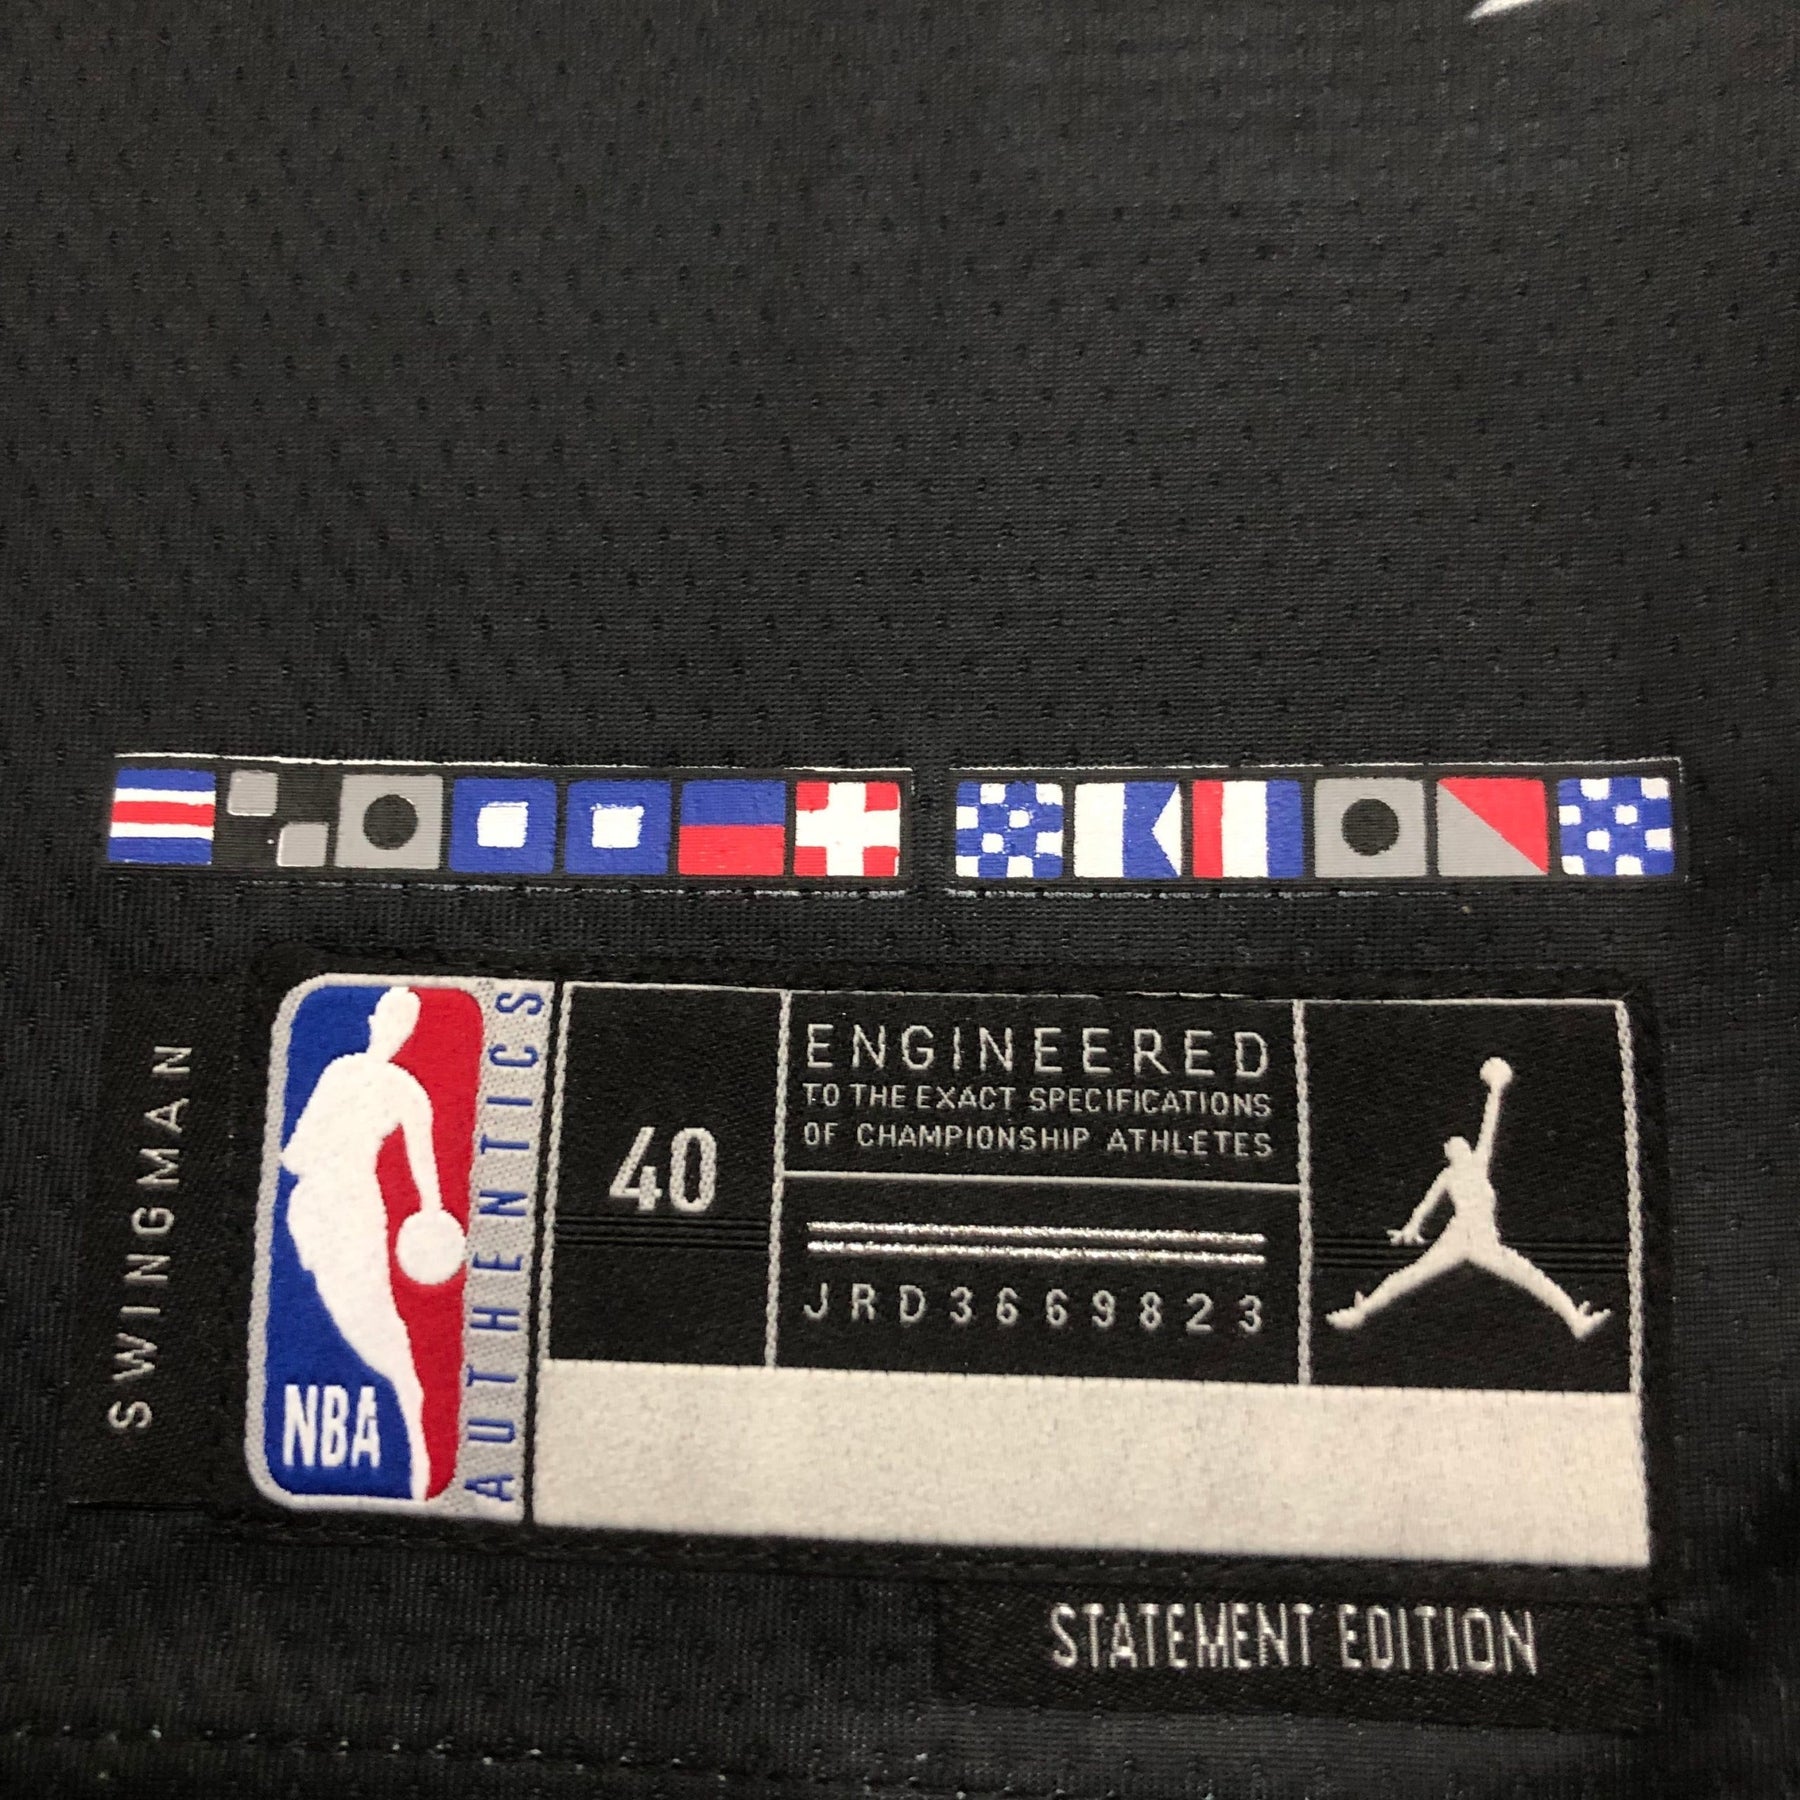 SWINGMAN
NBA
AUTHENTICS
40
ENGINEERED
TO THE EXACT SPECIFICATIONS
OF CHAMPIONSHIP ATHLETES
JRD3669823
STATEMENT EDITION